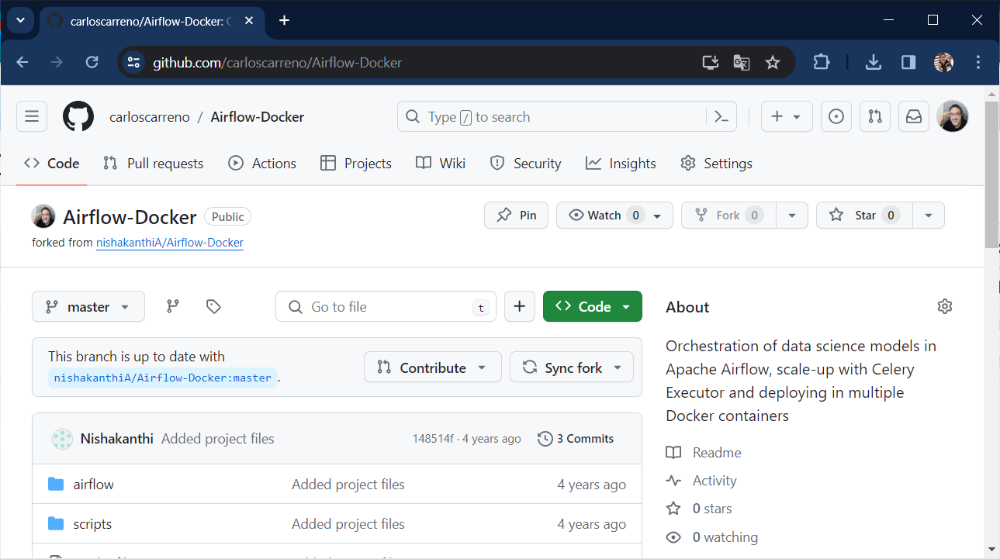 carloscarreno/Airflow-Docker:
github.com/carloscarreno/Airflow-Docker
carloscarreno / Airflow-Docker
Type / to search
Code Pull requests Actions Projects Wiki Security Insights Settings
Airflow-Docker Public
Pin Watch 0 Fork 0 Star 0
forked from nishakanthiA/Airflow-Docker
master Go to file t Code
About
Orchestration of data science models in
Apache Airflow, scale-up with Celery
Executor and deploying in multiple
Docker containers
This branch is up to date with
nishakanthiA/Airflow-Docker:master .
Contribute Sync fork
Nishakanthi Added project files 148514f · 4 years ago 3 Commits
airflow Added project files 4 years ago
scripts Added project files 4 years ago
Readme
Activity
0 stars
0 watching